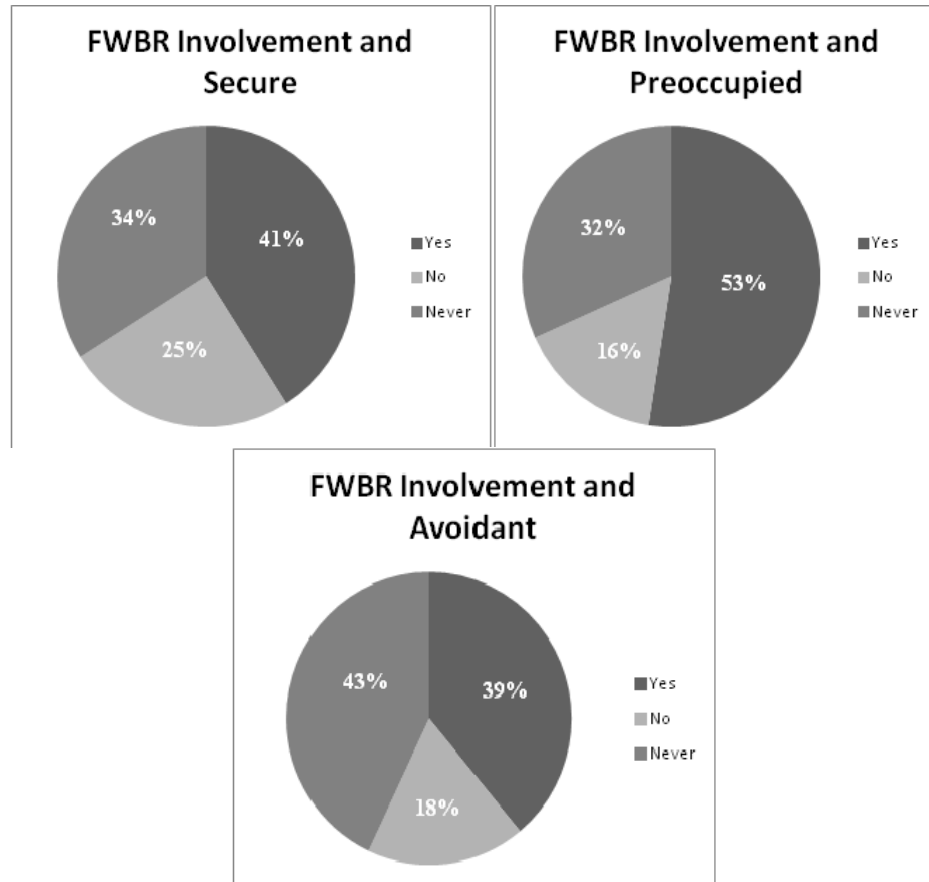 FWBR Involvement and
Secure
34%
41%
25%
Yes
No
Never
FWBR Involvement and
Preoccupied
32%
53%
16%
Yes
No
Never
FWBR Involvement and
Avoidant
43%
39%
18%
Yes
No
Never